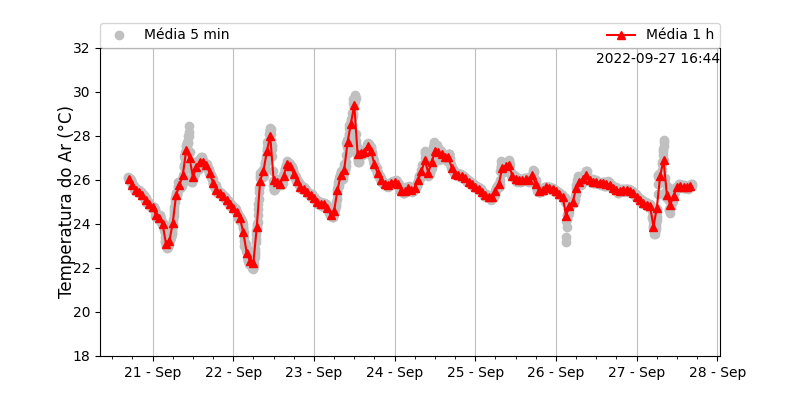 Média 5 min
Média 1 h
2022-09-27 16:44
Temperatura do Ar (°C)
32
30
28
26
24
22
20
18
21 - Sep
22 - Sep
23 - Sep
24 - Sep
25 - Sep
26 - Sep
27 - Sep
28 - Sep